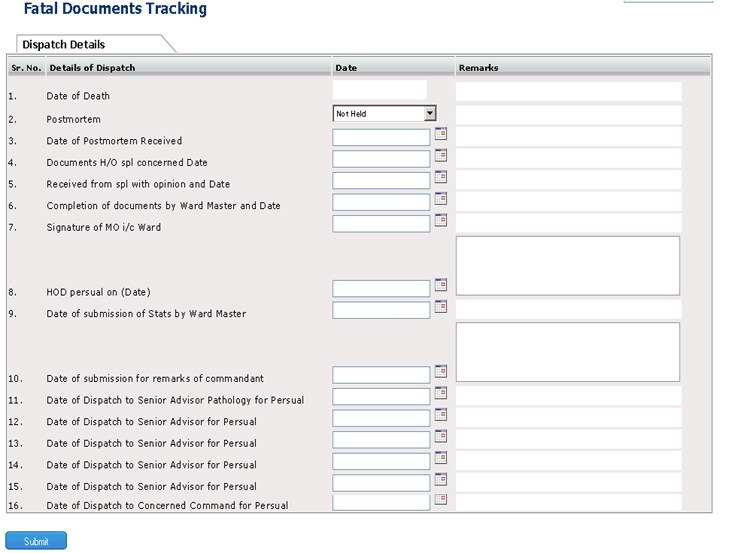 Fatal Documents Tracking
Dispatch Details
Sr. No. Details of Dispatch Date Remarks
1. Date of Death
2. Postmortem Not Held
3. Date of Postmortem Received
4. Documents H/O spl concerned Date
5. Received from spl with opinion and Date
6. Completion of documents by Ward Master and Date
7. Signature of MO i/c Ward
8. HOD persual on (Date)
9. Date of submission of Stats by Ward Master
10. Date of submission for remarks of commandant
11. Date of Dispatch to Senior Advisor Pathology for Persual
12. Date of Dispatch to Senior Advisor for Persual
13. Date of Dispatch to Senior Advisor for Persual
14. Date of Dispatch to Senior Advisor for Persual
15. Date of Dispatch to Senior Advisor for Persual
16. Date of Dispatch to Concerned Command for Persual
Submit